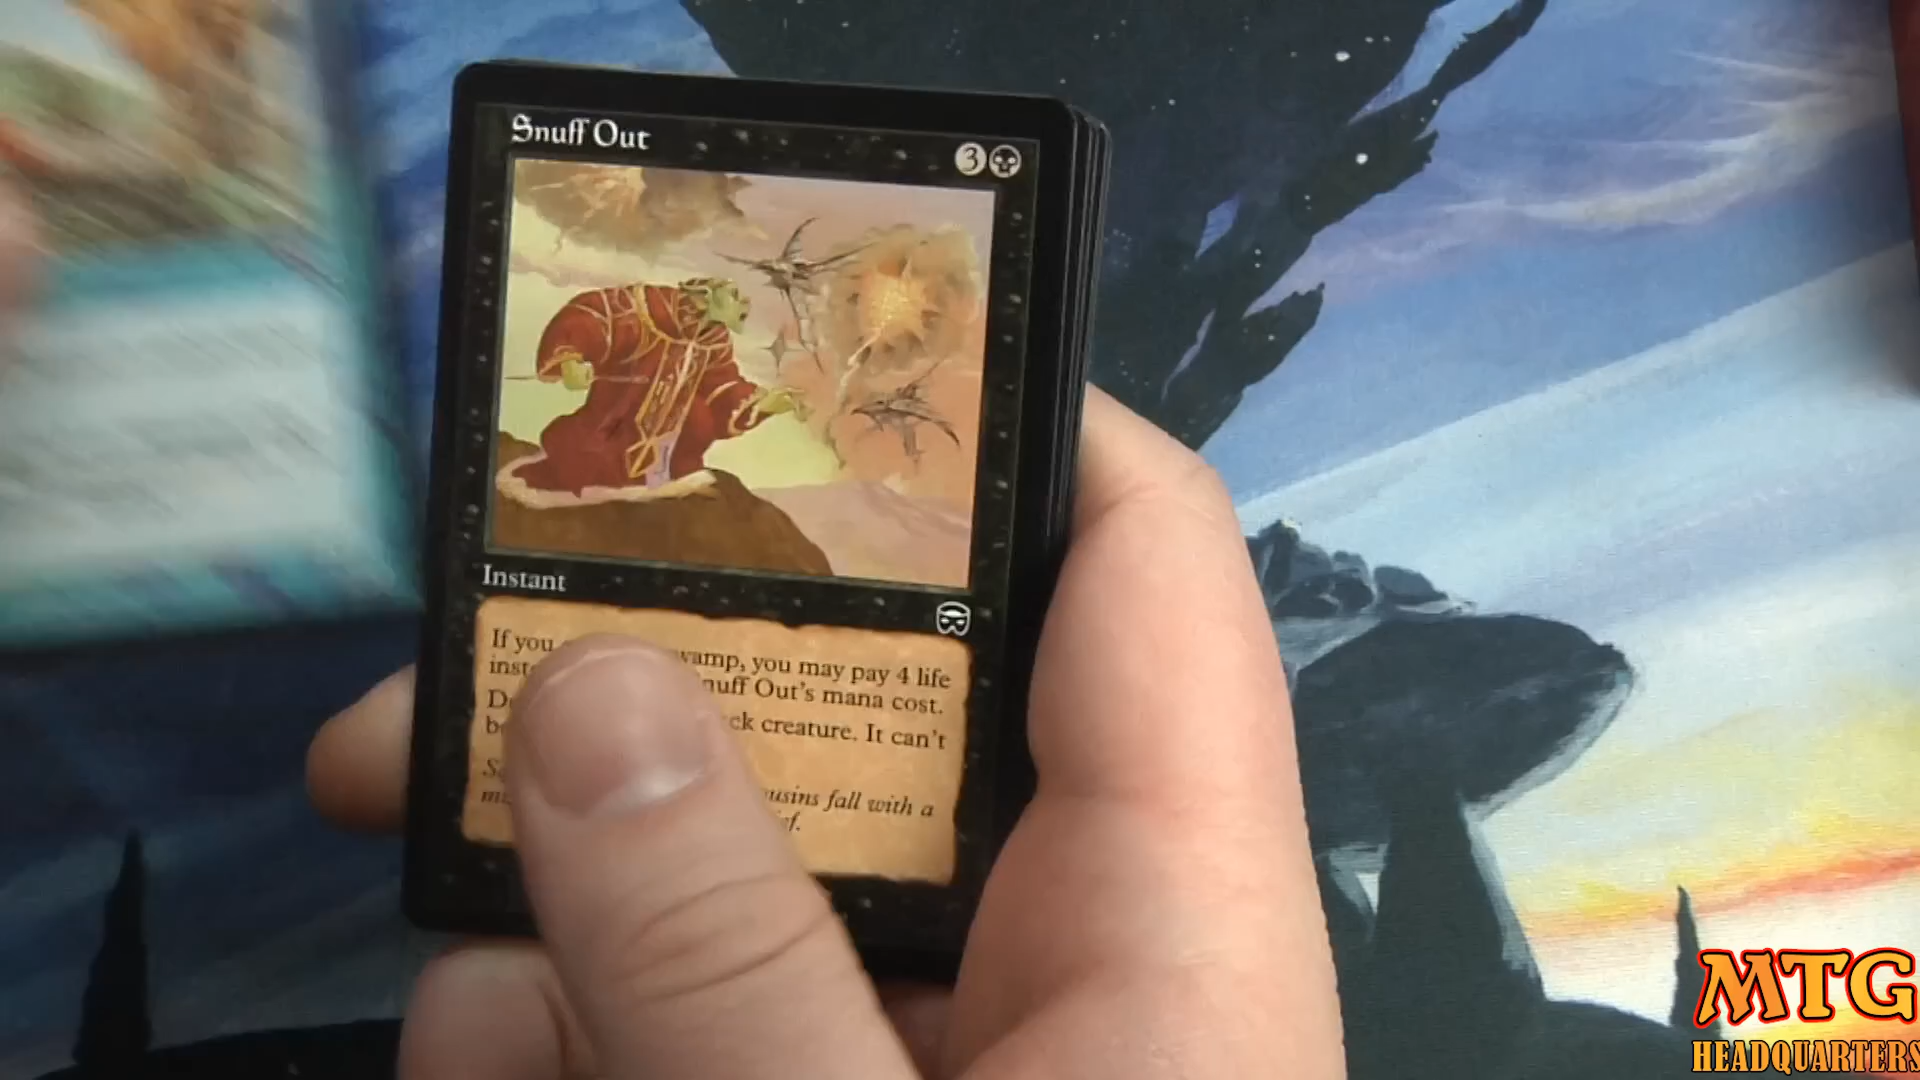 Snuff Out
3
Instant
If you wamp, you may pay 4 life
nuff Out's mana cost.
ck creature. It can't
usins fall with a
MTG
HEADQUARTERS